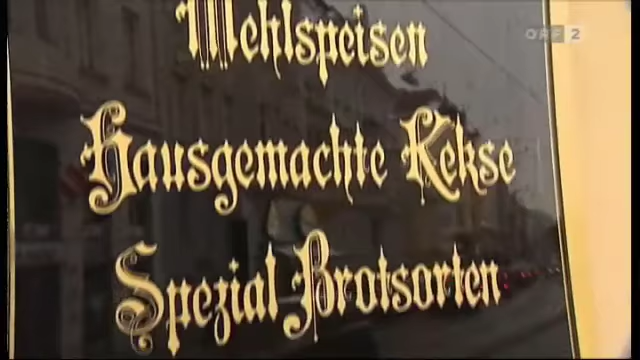 Mehlspeisen
ORF 2
Hausgemachte Kekse
Spezial Brotsorten